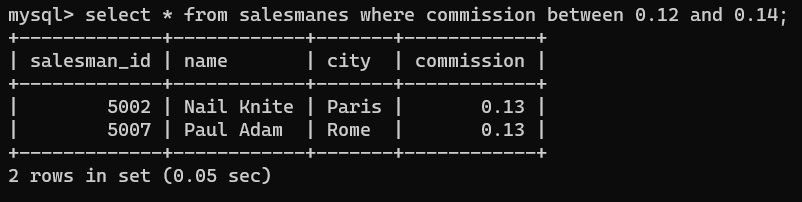 mysql> select * from salesmanes where commission between 0.12 and 0.14;
+-------------+------------+-------+------------+
| salesman_id | name       | city  | commission |
+-------------+------------+-------+------------+
|        5002 | Nail Knite | Paris |       0.13 |
|        5007 | Paul Adam  | Rome  |       0.13 |
+-------------+------------+-------+------------+
2 rows in set (0.05 sec)